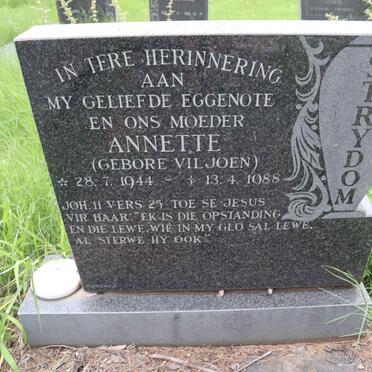 IN TERE HERINNERING
AAN
MY GELIEFDE EGGENOTE
EN ONS MOEDER
ANNETTE
(GEBORE VILJOEN)
* 28.7.1944 - † 13.4.1088
JOH.11 VERS 25 TOE SE JESUS
VIR HAAR:"EK IS DIE OPSTANDING
EN DIE LEWE, WIE IN MY GLO SAL LEWE,
AL STERWE HY OOK."
STRYDOM